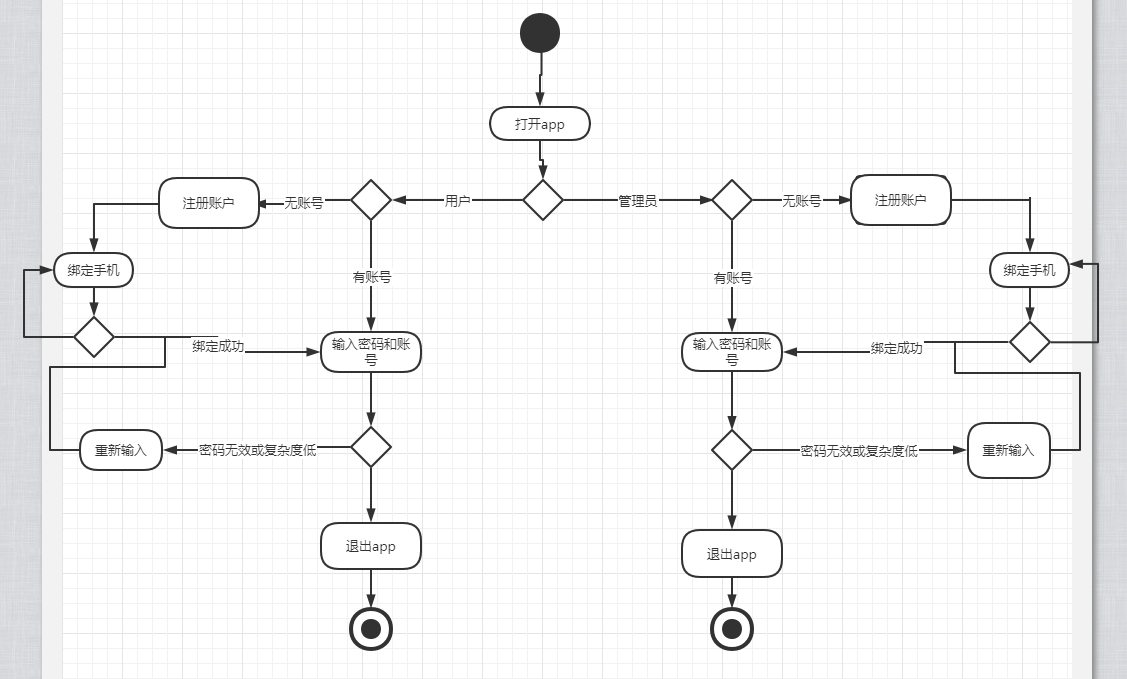 打开app
注册账户
无账号
用户
管理员
无账号
注册账户
绑定手机
有账号
有账号
绑定手机
绑定成功
输入密码和账
号
输入密码和账
号
绑定成功
重新输入
密码无效或复杂度低
密码无效或复杂度低
重新输入
退出app
退出app